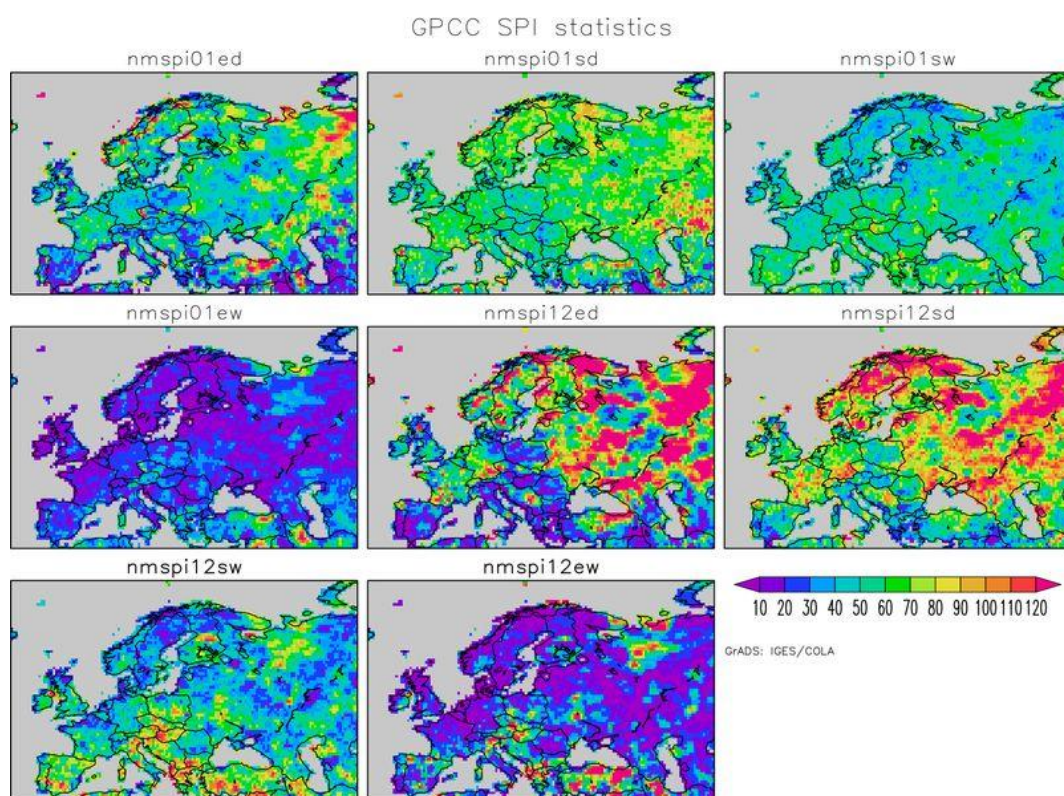 GPCC SPI statistics
nmspi01ed nmspi01sd nmspi01sw
nmspi01ew nmspi12ed nmspi12sd
nmspi12sw nmspi12ew
10 20 30 40 50 60 70 80 90 100 110 120
GrADS: IGES/COLA